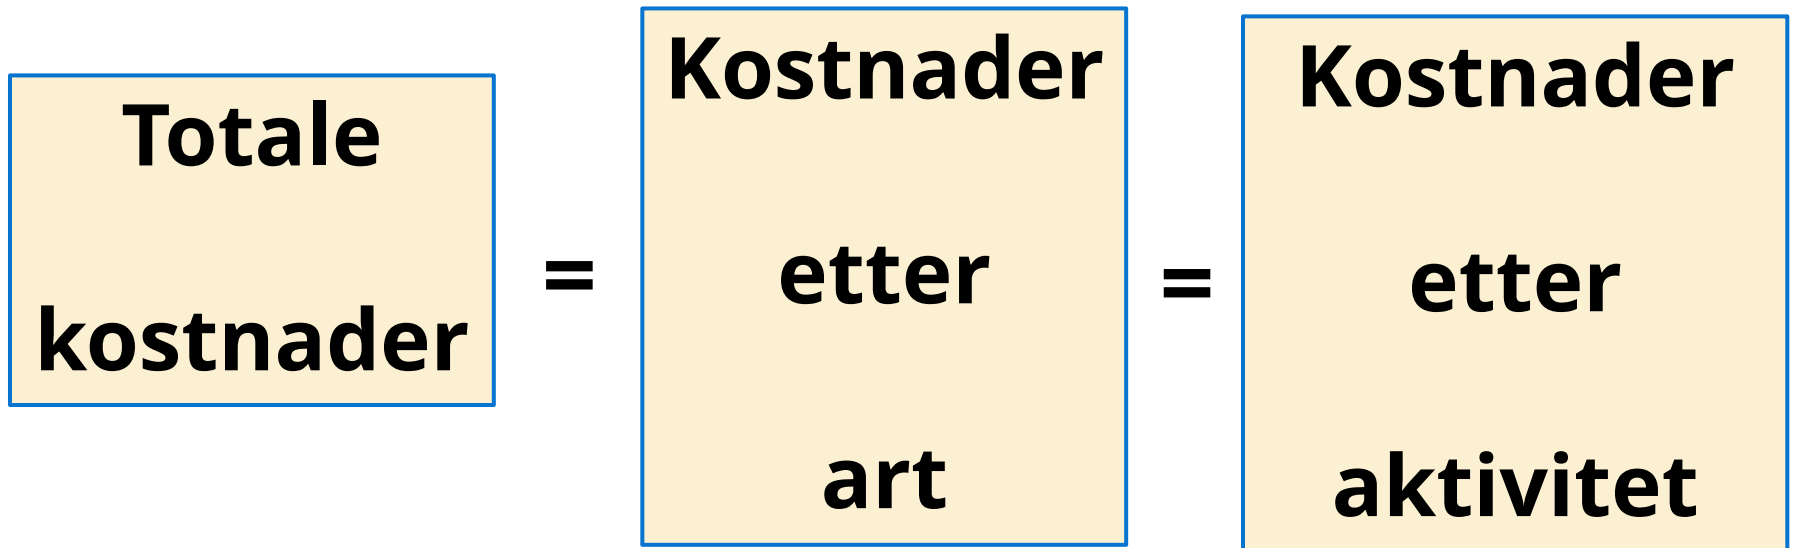 Totale
kostnader
=
Kostnader
etter
art
=
Kostnader
etter
aktivitet